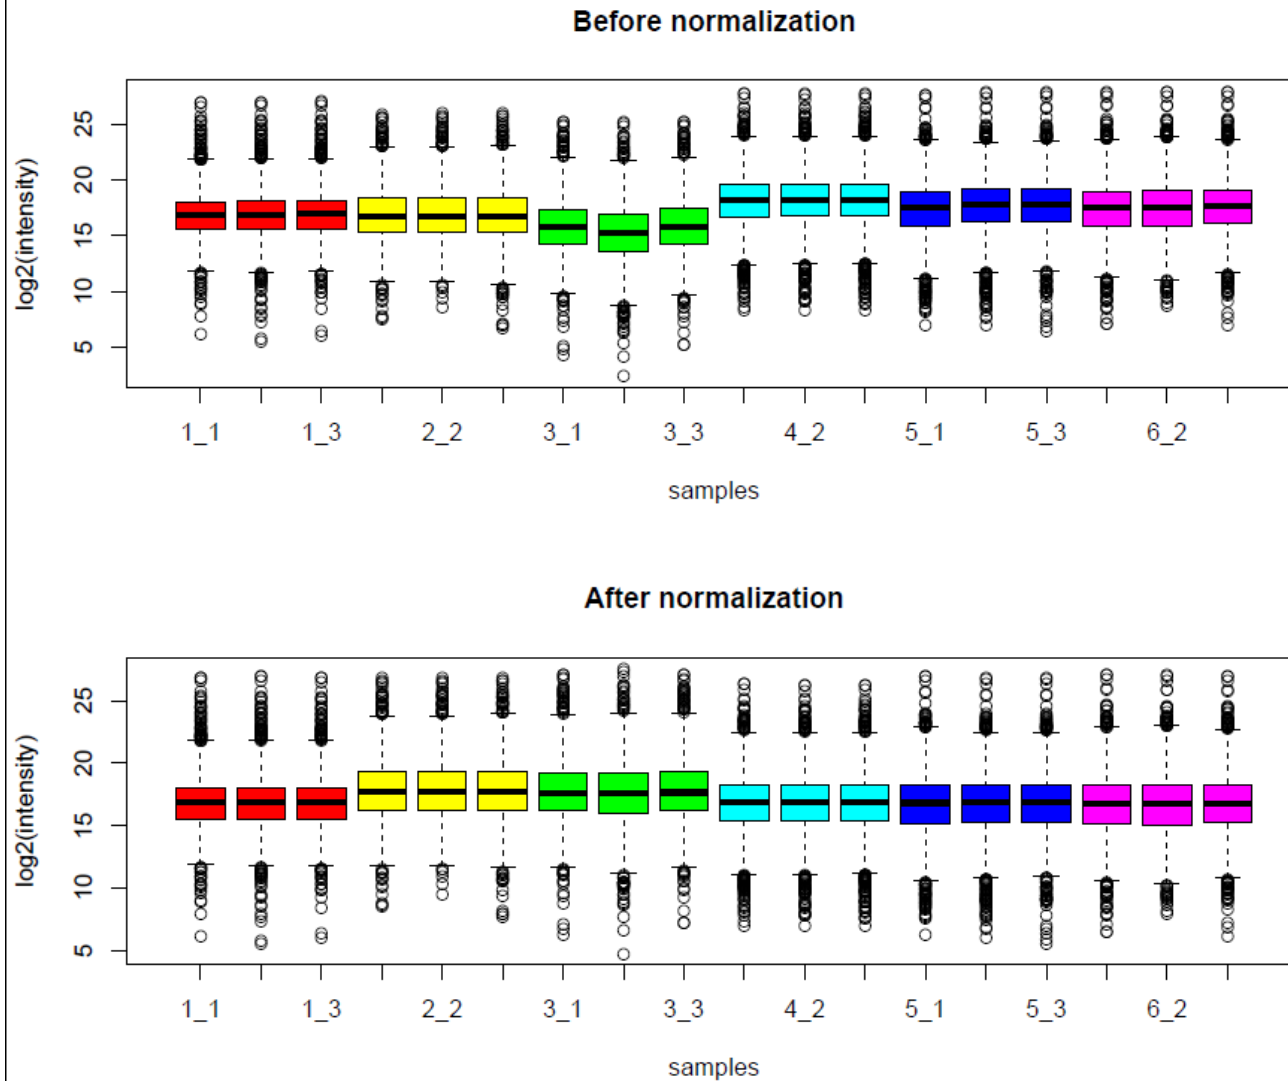 Before normalization
log2(intensity)
25
20
15
10
5
1_1 1_3 2_2 3_1 3_3 4_2 5_1 5_3 6_2
samples
After normalization
log2(intensity)
25
20
15
10
5
1_1 1_3 2_2 3_1 3_3 4_2 5_1 5_3 6_2
samples